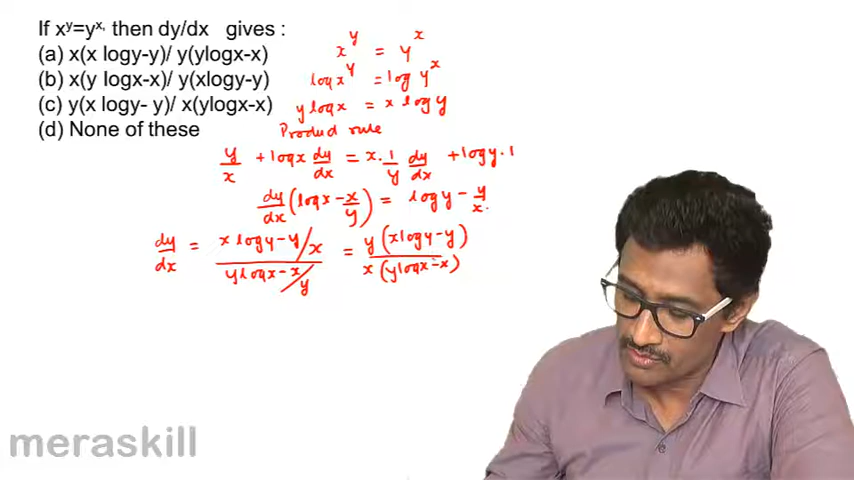 If xʸ=yˣ, then dy/dx gives :
(a) x(x logy-y)/ y(ylogx-x)
(b) x(y logx-x)/ y(xlogy-y)
(c) y(x logy- y)/ x(ylogx-x)
(d) None of these
xʸ = yˣ
log xʸ = log yˣ
y log x = x log y
Product rule
y/x + log x dy/dx = x. 1/y dy/dx + log y. 1
dy/dx (log x - x/y) = log y - y/x.
dy/dx = x log y - y/x / y log x - x/y = y (x log y - y) / x (y log x - x)
meraskill